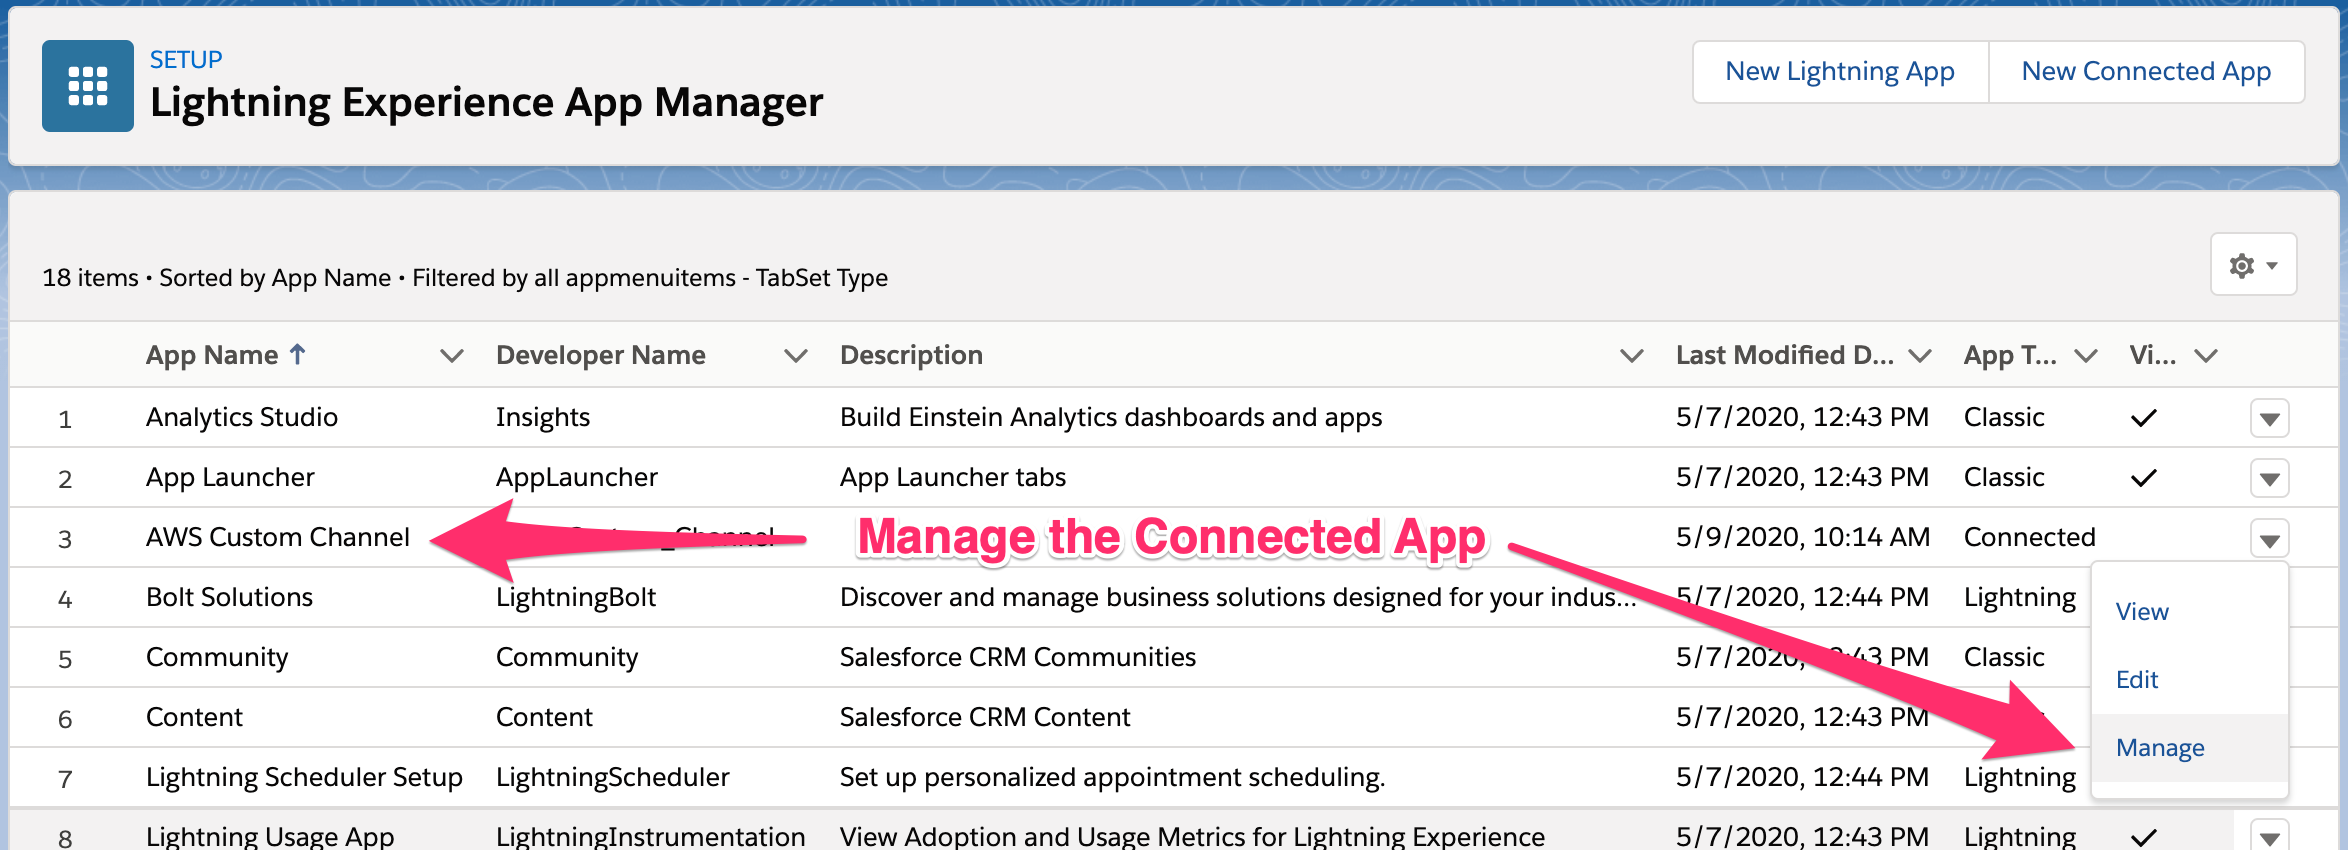 SETUP
Lightning Experience App Manager
New Lightning App New Connected App
18 items • Sorted by App Name • Filtered by all appmenuitems - TabSet Type
App Name Developer Name Description Last Modified D... App T... Vi...
1 Analytics Studio Insights Build Einstein Analytics dashboards and apps 5/7/2020, 12:43 PM Classic
2 App Launcher AppLauncher App Launcher tabs 5/7/2020, 12:43 PM Classic
3 AWS Custom Channel Manage the Connected App 5/9/2020, 10:14 AM Connected
4 Bolt Solutions LightningBolt Discover and manage business solutions designed for your indus... 5/7/2020, 12:44 PM Lightning
View
5 Community Community Salesforce CRM Communities 5/7/2020, 12:43 PM Classic
Edit
6 Content Content Salesforce CRM Content 5/7/2020, 12:43 PM
Manage
7 Lightning Scheduler Setup LightningScheduler Set up personalized appointment scheduling. 5/7/2020, 12:44 PM Lightning
8 Lightning Usage App LightningInstrumentation View Adoption and Usage Metrics for Lightning Experience 5/7/2020, 12:43 PM Lightning